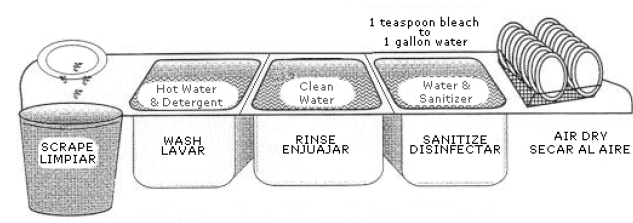 1 teaspoon bleach
to
1 gallon water
Hot Water
& Detergent
Clean
Water
Water &
Sanitizer
SCRAPE
LIMPIAR
WASH
LAVAR
RINSE
ENJUAJAR
SANITIZE
DISINFECTAR
AIR DRY
SECAR AL AIRE